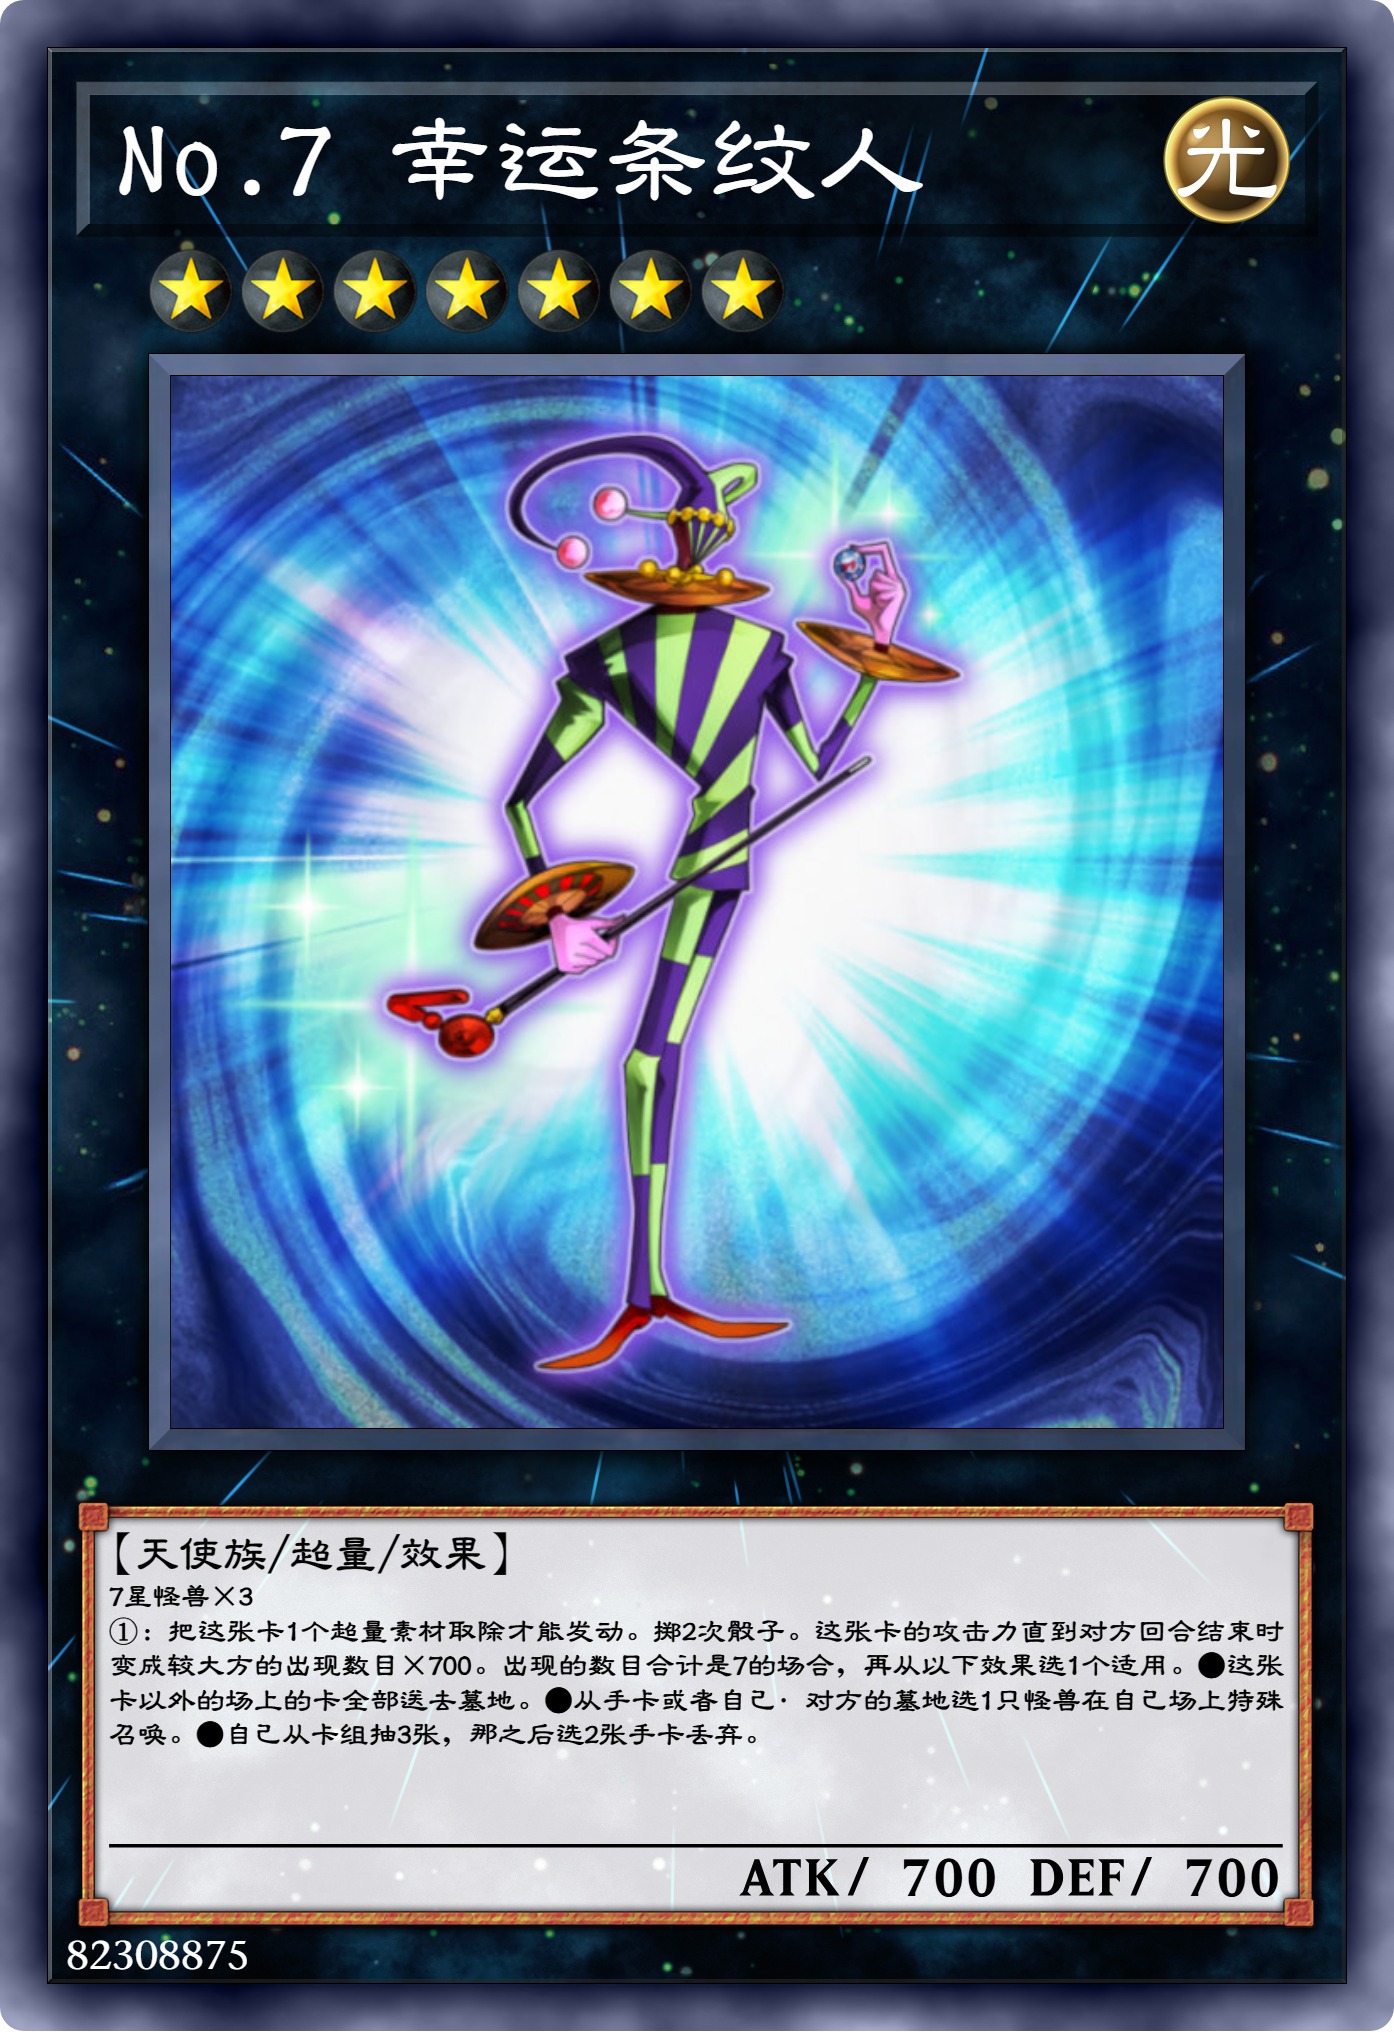 No.7 幸运条纹人
光
【天使族/超量/效果】
7星怪兽×3
①：把这张卡1个超量素材取除才能发动。掷2次骰子。这张卡的攻击力直到对方回合结束时
变成较大方的出现数目×700。出现的数目合计是7的场合，再从以下效果选1个适用。●这张
卡以外的场上的卡全部送去墓地。●从手卡或者自己·对方的墓地选1只怪兽在自己场上特殊
召唤。●自己从卡组抽3张，那之后选2张手卡丢弃。
ATK/ 700 DEF/ 700
82308875